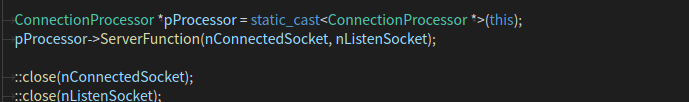 ConnectionProcessor *pProcessor = static_cast<ConnectionProcessor *>(this);
pProcessor->ServerFunction(nConnectedSocket, nListenSocket);
::close(nConnectedSocket);
::close(nListenSocket);